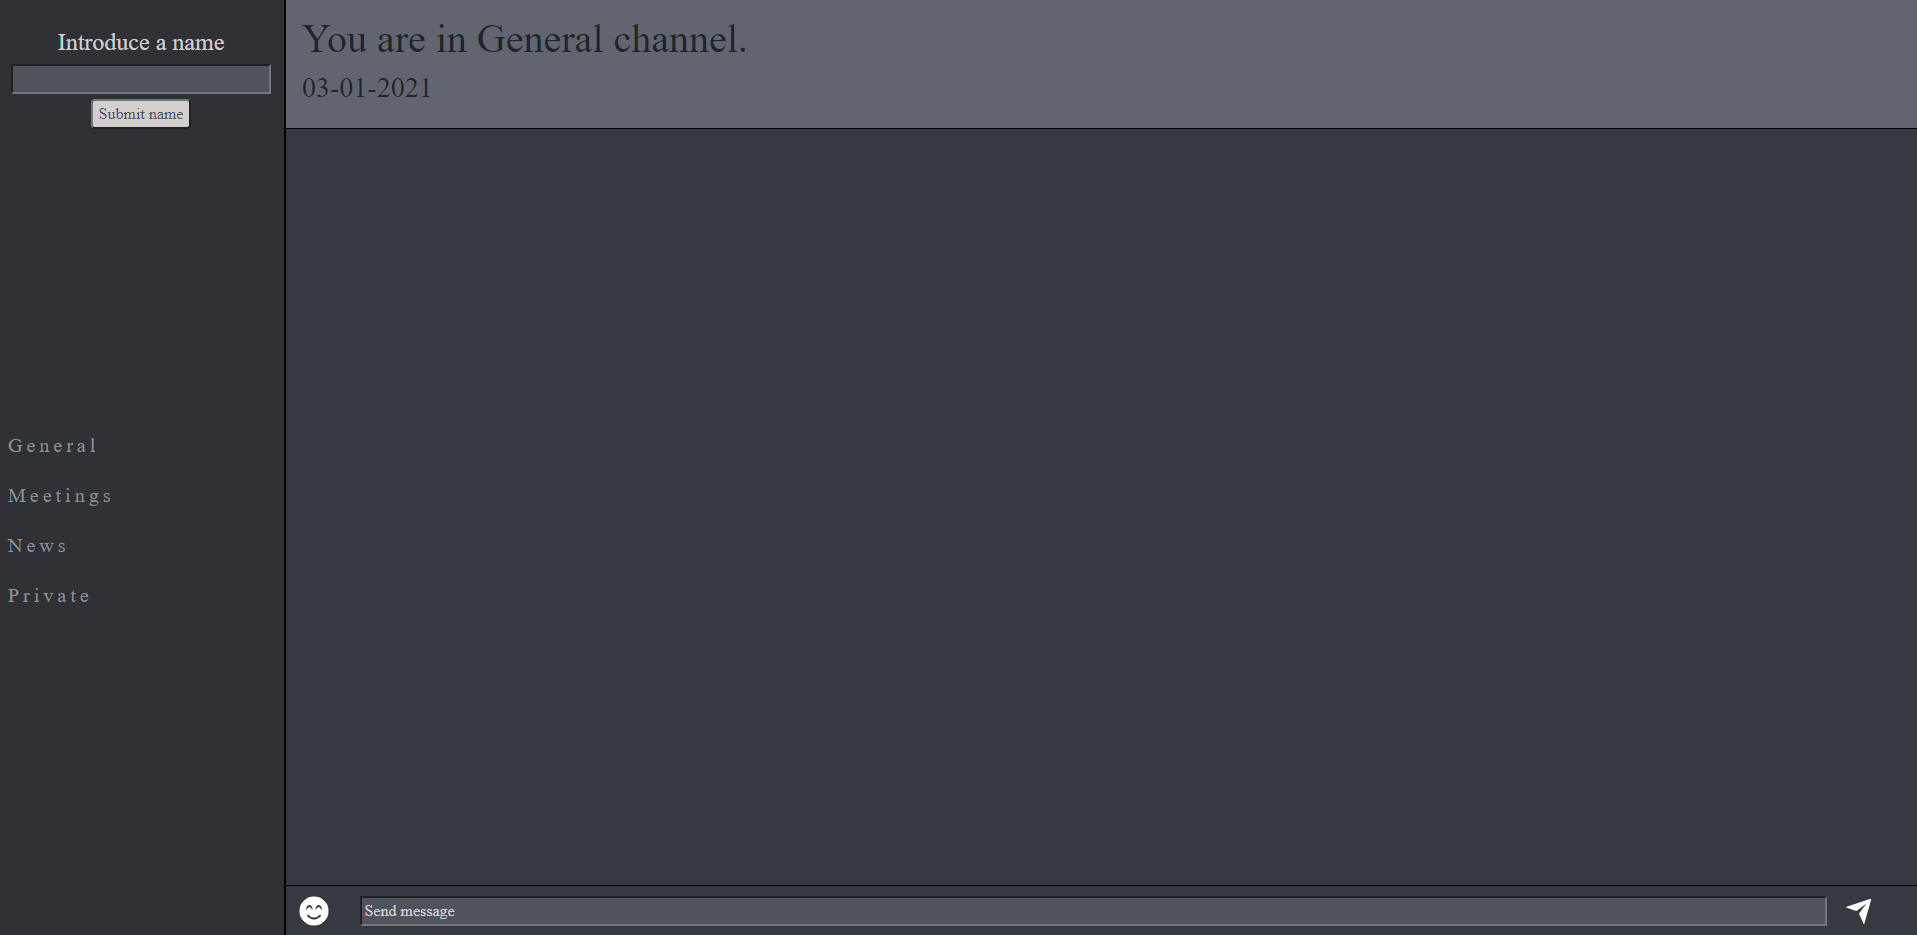 Introduce a name
Submit name
General
Meetings
News
Private
You are in General channel.
03-01-2021
Send message